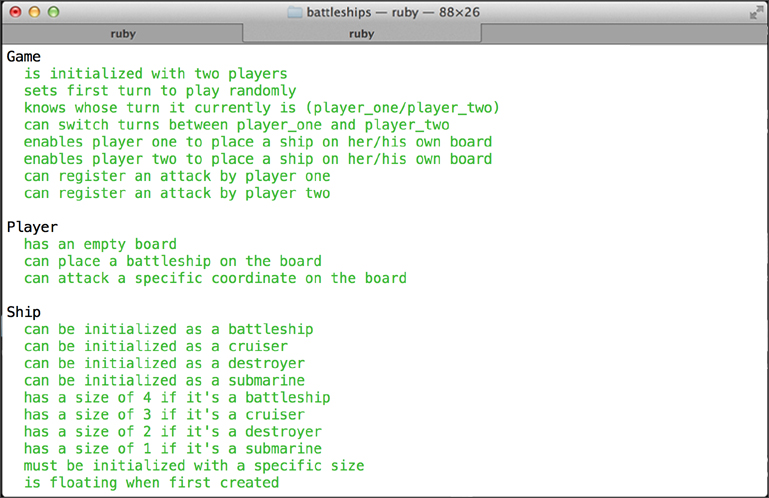 battleships — ruby — 88×26
ruby
ruby
Game
is initialized with two players
sets first turn to play randomly
knows whose turn it currently is (player_one/player_two)
can switch turns between player_one and player_two
enables player one to place a ship on her/his own board
enables player two to place a ship on her/his own board
can register an attack by player one
can register an attack by player two
Player
has an empty board
can place a battleship on the board
can attack a specific coordinate on the board
Ship
can be initialized as a battleship
can be initialized as a cruiser
can be initialized as a destroyer
can be initialized as a submarine
has a size of 4 if it's a battleship
has a size of 3 if it's a cruiser
has a size of 2 if it's a destroyer
has a size of 1 if it's a submarine
must be initialized with a specific size
is floating when first created